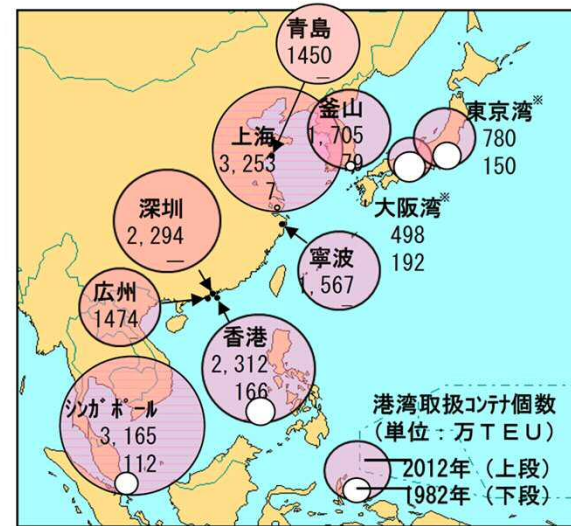 青島
1450
—
釜山
1,705
79
東京湾※
780
150
上海
3,253
7
大阪湾※
498
192
深圳
2,294
—
寧波
1,567
—
広州
1474
香港
2,312
166
シンガポール
3,165
112
港湾取扱コンテナ個数
（単位：万ＴＥＵ）
2012年（上段）
1982年（下段）